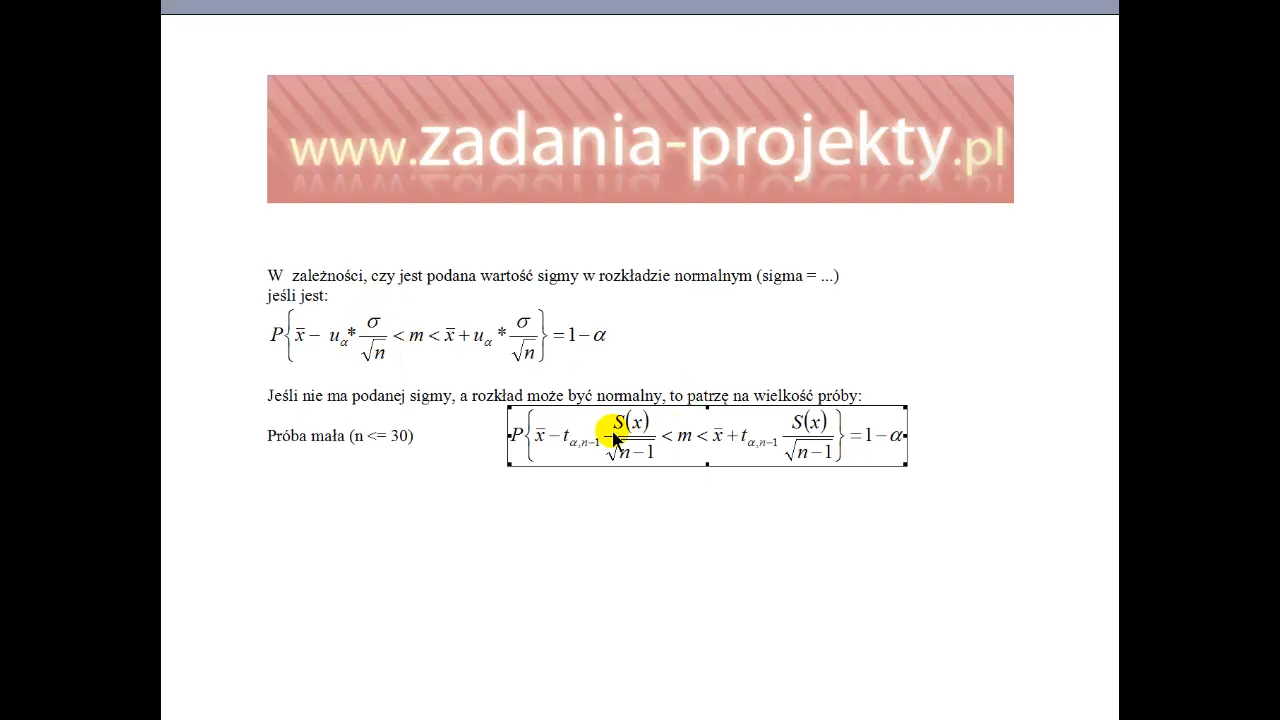 www.zadania-projekty.pl
W zależności, czy jest podana wartość sigmy w rozkładzie normalnym (sigma = ...)
jeśli jest:
P{x̄ − u_α * σ/√n < m < x̄ + u_α * σ/√n} = 1 − α
Jeśli nie ma podanej sigmy, a rozkład może być normalny, to patrzę na wielkość próby:
Próba mała (n <= 30) P{x̄ − t_{α,n−1} S(x)/√(n−1) < m < x̄ + t_{α,n−1} S(x)/√(n−1)} = 1 − α